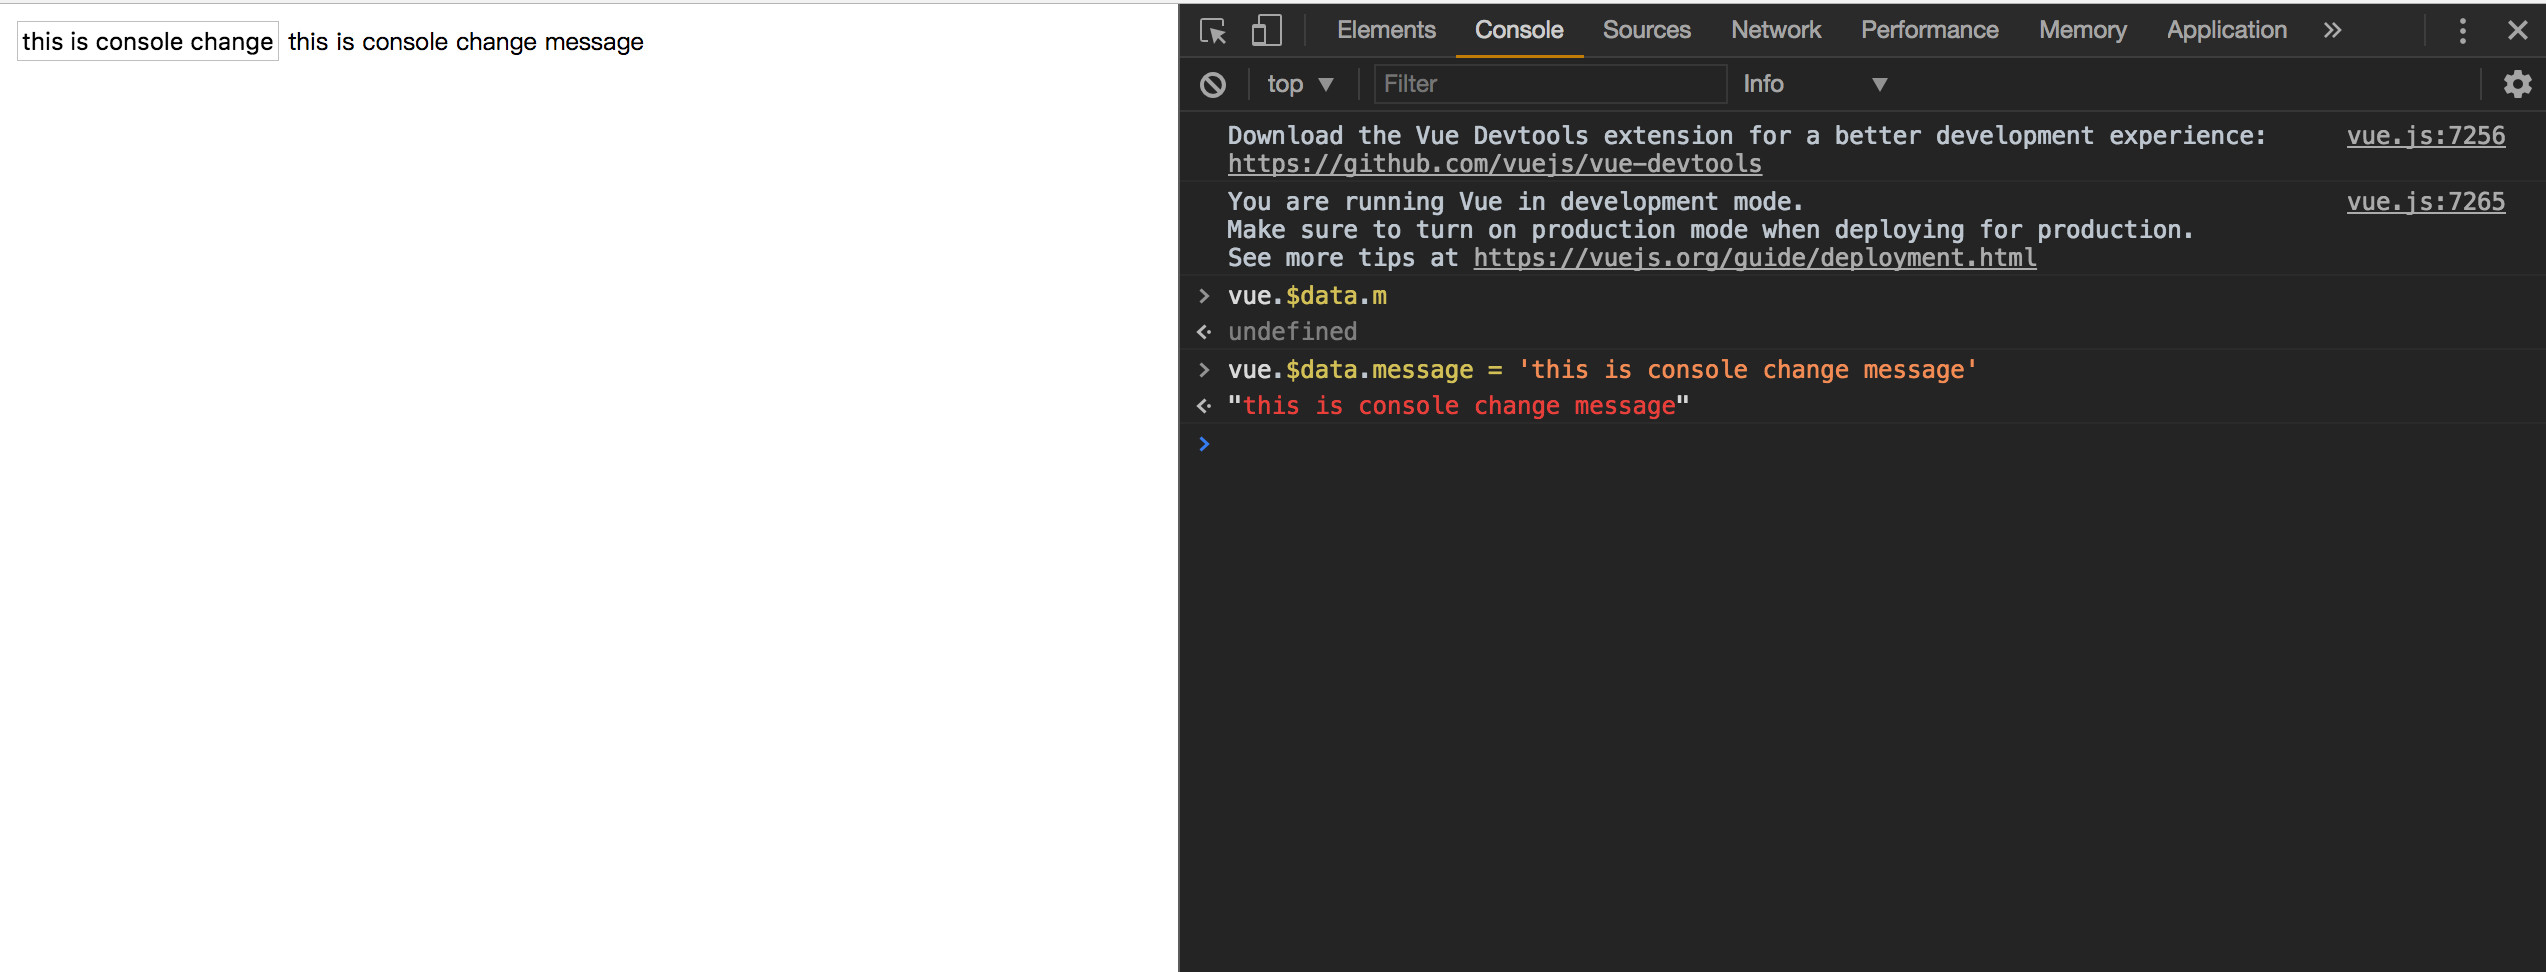 this is console change this is console change message
Elements Console Sources Network Performance Memory Application
top Filter Info
Download the Vue Devtools extension for a better development experience: vue.js:7256
https://github.com/vuejs/vue-devtools
You are running Vue in development mode. vue.js:7265
Make sure to turn on production mode when deploying for production.
See more tips at https://vuejs.org/guide/deployment.html
vue.$data.m
undefined
vue.$data.message = 'this is console change message'
"this is console change message"